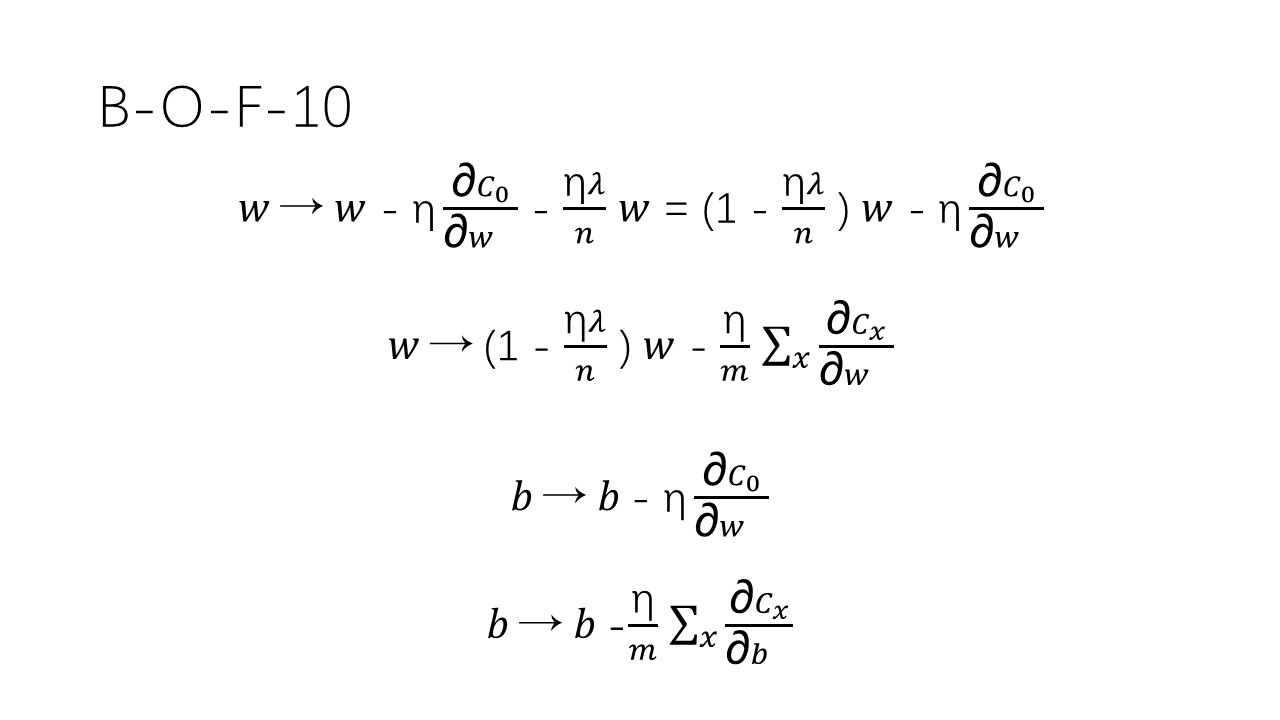 B-O-F-10
w → w - η ∂C₀/∂w - ηλ/n w = (1 - ηλ/n ) w - η ∂C₀/∂w
w → (1 - ηλ/n ) w - η/m ∑ₓ ∂Cₓ/∂w
b → b - η ∂C₀/∂w
b → b - η/m ∑ₓ ∂Cₓ/∂b